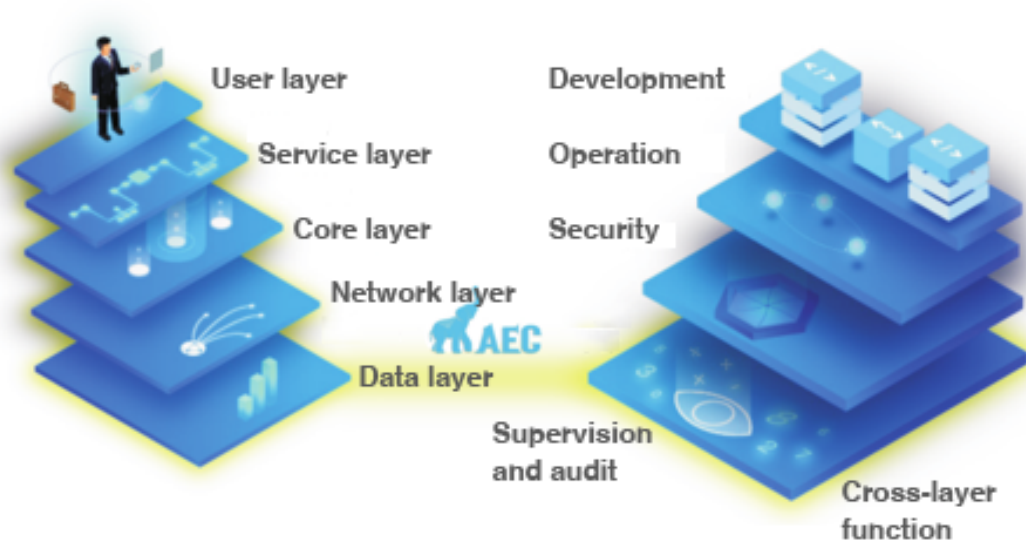 User layer
Service layer
Core layer
Network layer
AEC
Data layer
Development
Operation
Security
Supervision
and audit
Cross-layer
function